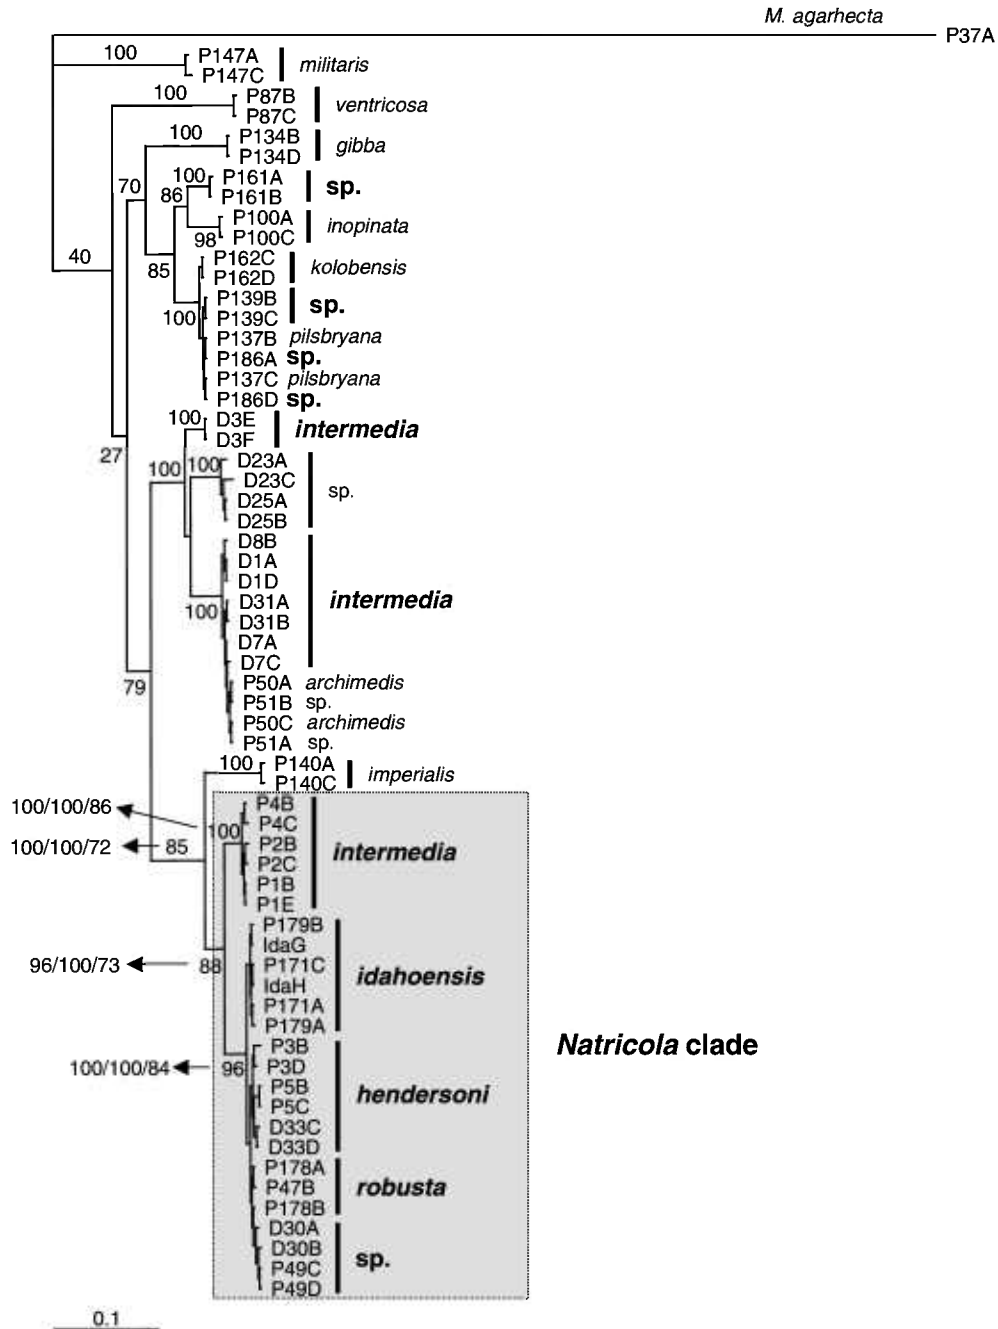 M. agarhecta
P37A
100
P147A
P147C
militaris
100
P87B
P87C
ventricosa
100
P134B
P134D
gibba
70
100
P161A
P161B
sp.
86
P100A
P100C
inopinata
98
40
85
P162C
P162D
kolobensis
P139B
P139C
sp.
100
P137B pilsbryana
P186A sp.
P137C pilsbryana
P186D sp.
100
D3E
D3F
intermedia
27
100
100
D23A
D23C
D25A
D25B
sp.
D8B
D1A
D1D
D31A
D31B
D7A
D7C
intermedia
100
P50A archimedis
P51B sp.
P50C archimedis
P51A sp.
79
100
P140A
P140C
imperialis
100/100/86
100
P4B
P4C
P2B
P2C
P1B
P1E
intermedia
100/100/72
85
P179B
IdaG
P171C
IdaH
P171A
P179A
idahoensis
96/100/73
88
Natricola clade
P3B
P3D
P5B
P5C
D33C
D33D
hendersoni
100/100/84
96
P178A
P47B
P178B
robusta
D30A
D30B
P49C
P49D
sp.
0.1